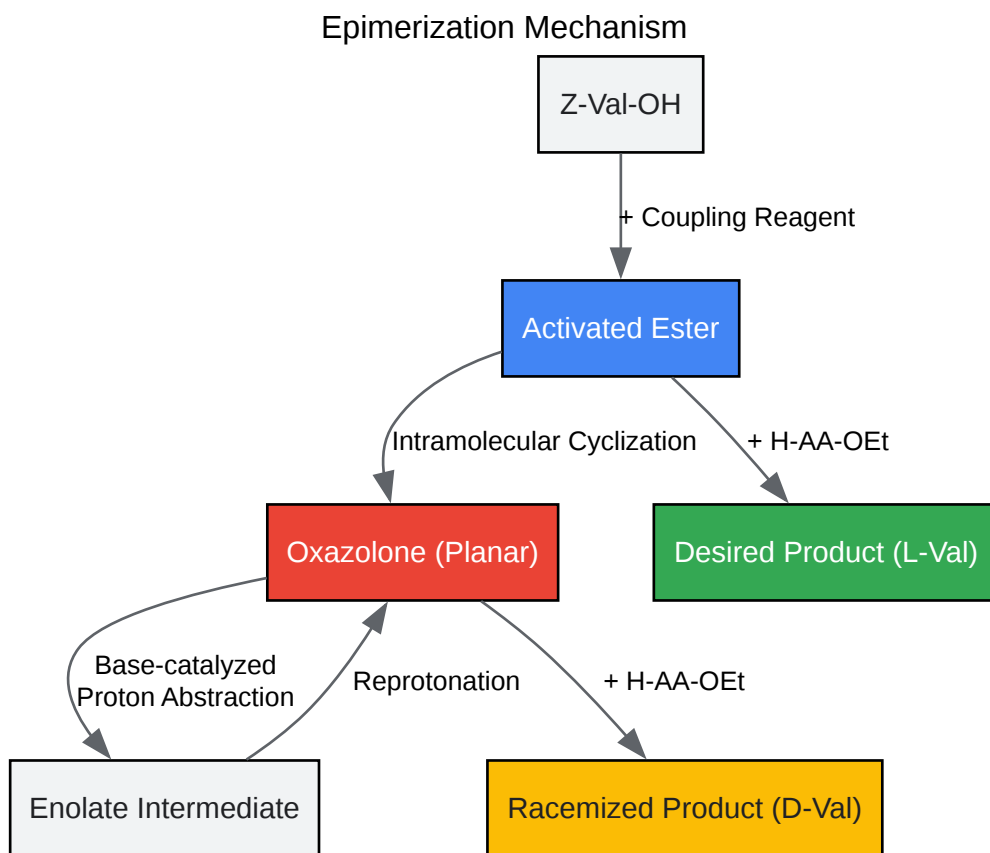 Epimerization Mechanism
Z-Val-OH
+ Coupling Reagent
Activated Ester
Intramolecular Cyclization
+ H-AA-OEt
Oxazolone (Planar)
Desired Product (L-Val)
Base-catalyzed
Proton Abstraction
Reprotonation
+ H-AA-OEt
Enolate Intermediate
Racemized Product (D-Val)